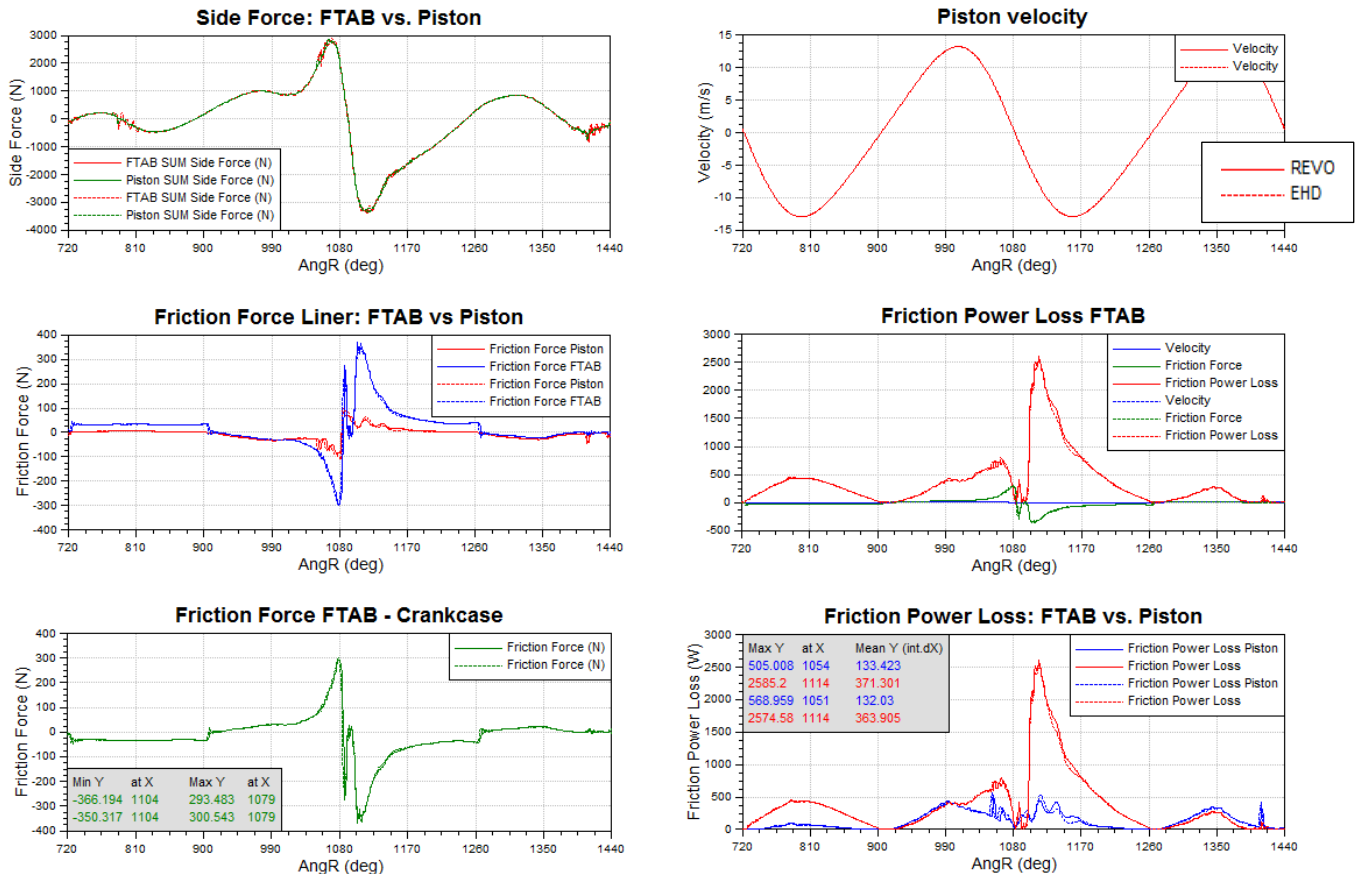 Side Force: FTAB vs. Piston
Side Force (N)
3000
2000
1000
0
-1000
-2000
-3000
-4000
FTAB SUM Side Force (N)
Piston SUM Side Force (N)
FTAB SUM Side Force (N)
Piston SUM Side Force (N)
720 810 900 990 1080 1170 1260 1350 1440
AngR (deg)
Piston velocity
Velocity (m/s)
15
10
5
0
-5
-10
-15
Velocity
Velocity
REVO
EHD
720 810 900 990 1080 1170 1260 1350 1440
AngR (deg)
Friction Force Liner: FTAB vs Piston
Friction Force (N)
400
300
200
100
0
-100
-200
-300
-400
Friction Force Piston
Friction Force FTAB
Friction Force Piston
Friction Force FTAB
720 810 900 990 1080 1170 1260 1350 1440
AngR (deg)
Friction Power Loss FTAB
3000
2500
2000
1500
1000
500
0
-500
Velocity
Friction Force
Friction Power Loss
Velocity
Friction Force
Friction Power Loss
720 810 900 990 1080 1170 1260 1350 1440
AngR (deg)
Friction Force FTAB - Crankcase
Friction Force (N)
400
300
200
100
0
-100
-200
-300
-400
Friction Force (N)
Friction Force (N)
Min Y at X Max Y at X
-366.194 1104 293.483 1079
-350.317 1104 300.543 1079
720 810 900 990 1080 1170 1260 1350 1440
AngR (deg)
Friction Power Loss: FTAB vs. Piston
Friction Power Loss (W)
3000
2500
2000
1500
1000
500
0
Max Y at X Mean Y (int.dX)
505.008 1054 133.423
2585.2 1114 371.301
568.959 1051 132.03
2574.58 1114 363.905
Friction Power Loss Piston
Friction Power Loss
Friction Power Loss Piston
Friction Power Loss
720 810 900 990 1080 1170 1260 1350 1440
AngR (deg)